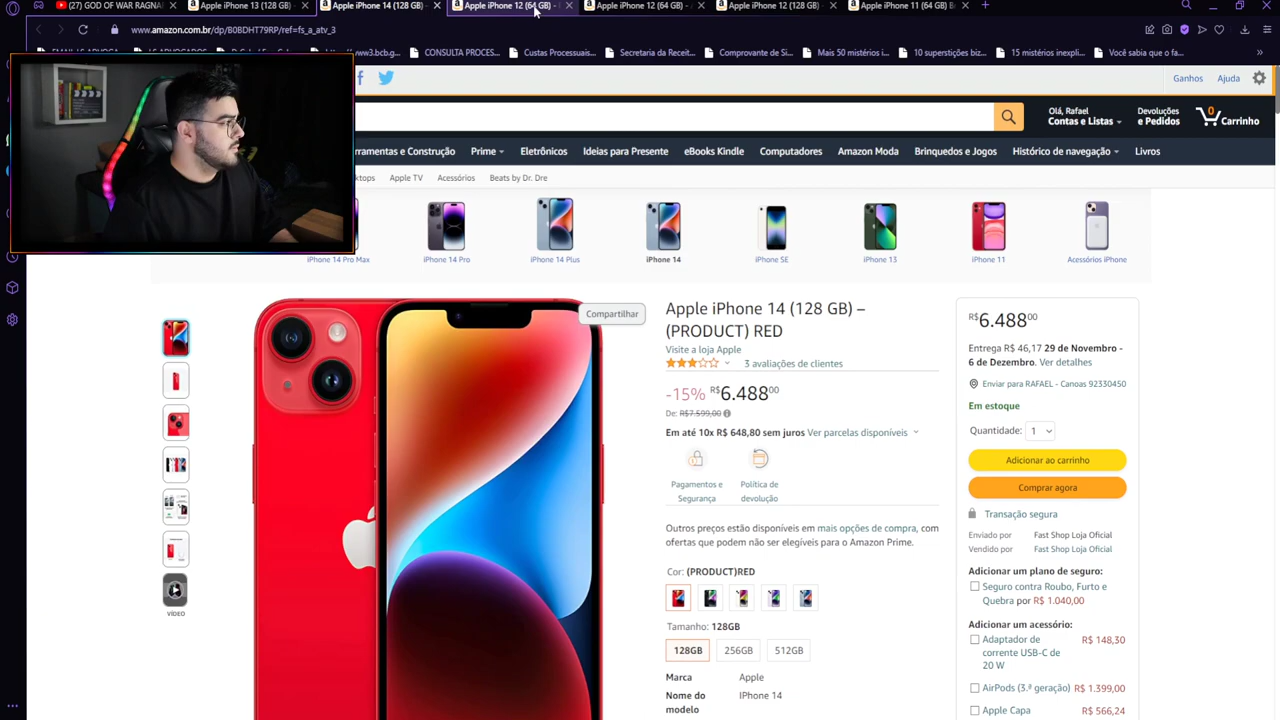 (27) GOD OF WAR RAGNA
Apple iPhone 13 (128 GB) -
Apple iPhone 14 (128 GB) –
Apple iPhone 12 (64 GB) -
Apple iPhone 12 (64 GB) -
Apple iPhone 12 (128 GB) -
Apple iPhone 11 (64 GB) Br
www.amazon.com.br/dp/B0BDHT79RP/ref=fs_a_atv_3
CONSULTA PROCES...
Custas Processuais...
Secretaria da Receit...
Comprovante de Si...
Mais 50 mistérios i...
10 superstições biz...
15 mistérios inexpli...
Você sabia que o fa...
Ganhos
Ajuda
Olá, Rafael
Contas e Listas
Devoluções
e Pedidos
0
Carrinho
rramentas e Construção
Prime
Eletrônicos
Ideias para Presente
eBooks Kindle
Computadores
Amazon Moda
Brinquedos e Jogos
Histórico de navegação
Livros
ktops
Apple TV
Acessórios
Beats by Dr. Dre
iPhone 14 Pro Max
iPhone 14 Pro
iPhone 14 Plus
iPhone 14
iPhone SE
iPhone 13
iPhone 11
Acessórios iPhone
VÍDEO
Compartilhar
Apple iPhone 14 (128 GB) –
(PRODUCT) RED
Visite a loja Apple
3 avaliações de clientes
-15% R$6.48800
De: R$7.599,00
Em até 10x R$ 648,80 sem juros Ver parcelas disponíveis
Pagamentos e
Segurança
Política de
devolução
Outros preços estão disponíveis em mais opções de compra, com
ofertas que podem não ser elegíveis para o Amazon Prime.
Cor: (PRODUCT)RED
Tamanho: 128GB
128GB
256GB
512GB
Marca
Apple
Nome do
modelo
iPhone 14
R$6.48800
Entrega R$ 46,17 29 de Novembro -
6 de Dezembro. Ver detalhes
Enviar para RAFAEL - Canoas 92330450
Em estoque
Quantidade: 1
Adicionar ao carrinho
Comprar agora
Transação segura
Enviado por
Fast Shop Loja Oficial
Vendido por
Fast Shop Loja Oficial
Adicionar um plano de seguro:
Seguro contra Roubo, Furto e
Quebra por R$ 1.040,00
Adicionar um acessório:
Adaptador de
corrente USB-C de
20 W
R$ 148,30
AirPods (3.ª geração)
R$ 1.399,00
Apple Capa
R$ 566,24